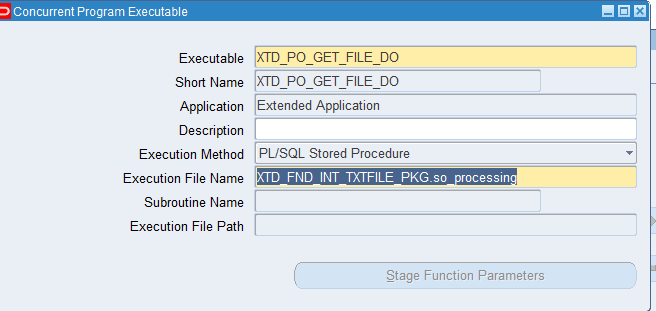 Concurrent Program Executable
Executable XTD_PO_GET_FILE_DO
Short Name XTD_PO_GET_FILE_DO
Application Extended Application
Description
Execution Method PL/SQL Stored Procedure
Execution File Name XTD_FND_INT_TXTFILE_PKG.so_processing
Subroutine Name
Execution File Path
Stage Function Parameters